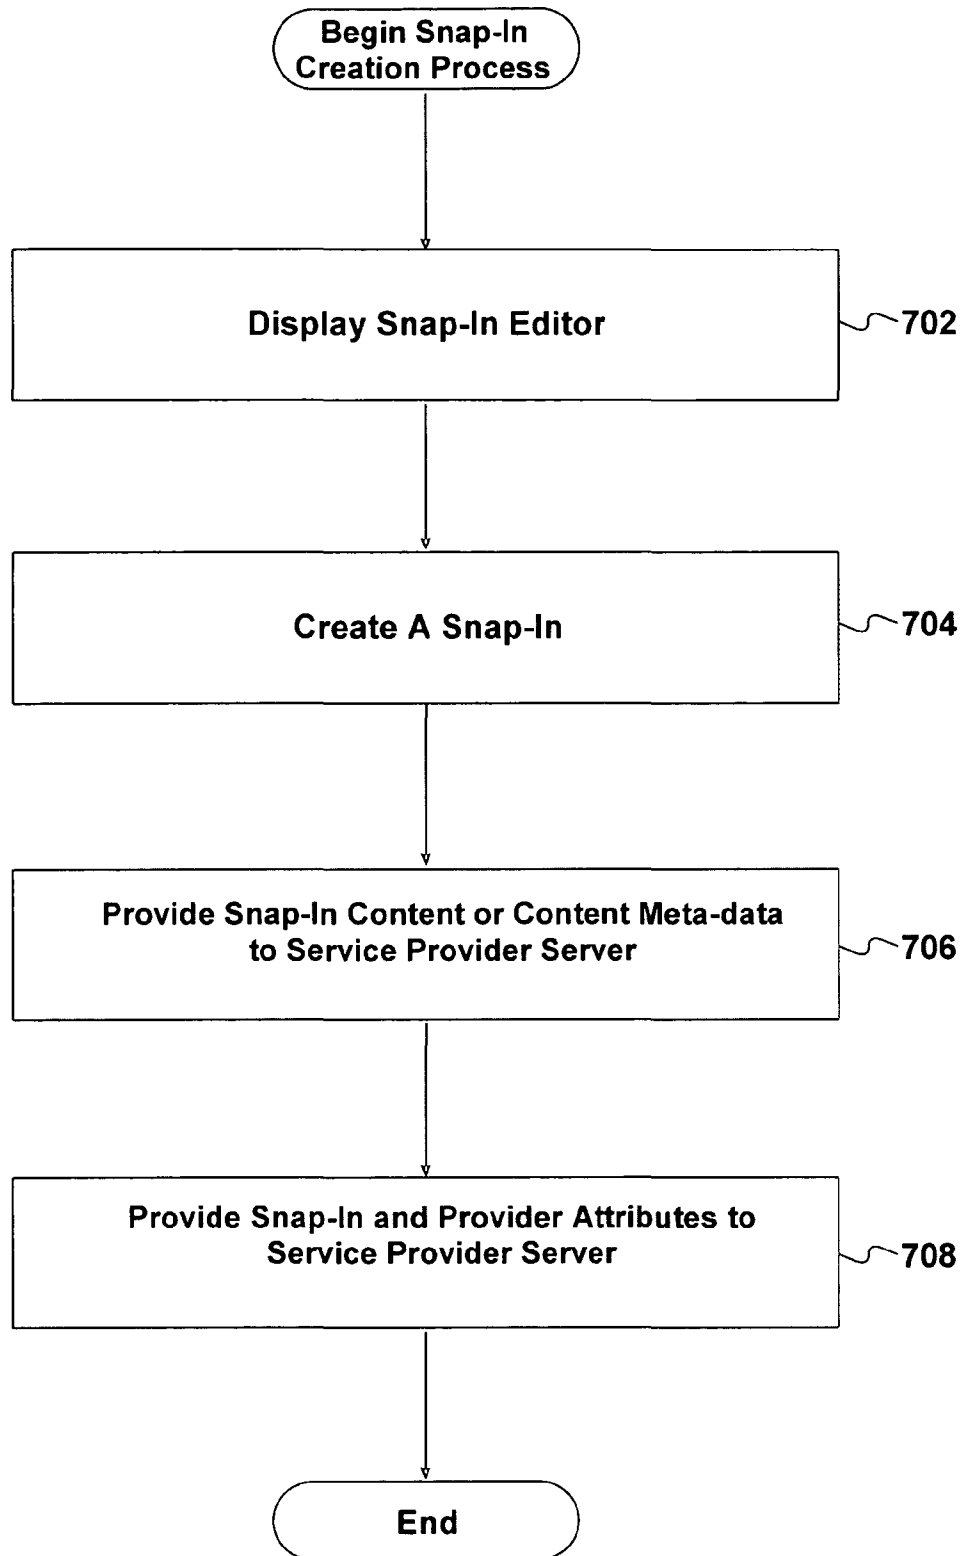 Begin Snap-In
Creation Process
Display Snap-In Editor
702
Create A Snap-In
704
Provide Snap-In Content or Content Meta-data
to Service Provider Server
706
Provide Snap-In and Provider Attributes to
Service Provider Server
708
End